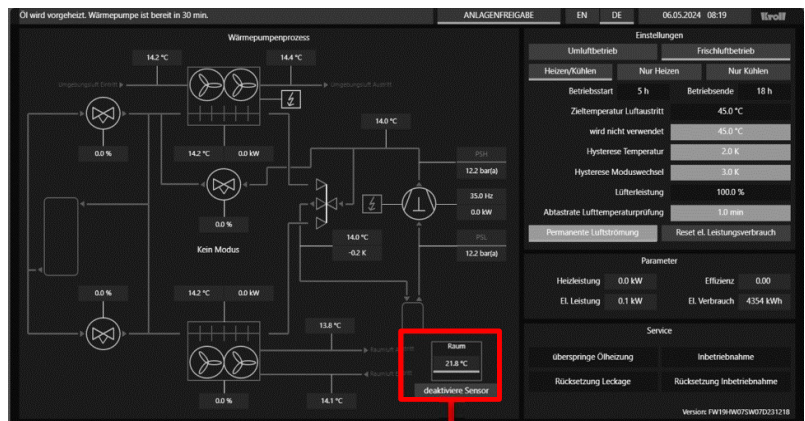 Öl wird vorgeheizt. Wärmepumpe ist bereit in 30 min.
ANLAGENFREIGABE
EN
DE
06.05.2024 08:19
Kroll
Wärmepumpenprozess
14.2 °C
14.4 °C
Umgebungsluft Eintritt
Umgebungsluft Austritt
14.0 °C
0.0 %
14.2 °C
0.0 kW
PSH
12.2 bar(a)
35.0 Hz
0.0 kW
0.0 %
PSL
14.0 °C
Kein Modus
-0.2 K
12.2 bar(a)
0.0 %
14.2 °C
0.0 kW
13.8 °C
Raum
21.8 °C
deaktiviere Sensor
0.0 %
14.1 °C
Einstellungen
Umluftbetrieb
Frischluftbetrieb
Heizen/Kühlen
Nur Heizen
Nur Kühlen
Betriebsstart
5 h
Betriebsende
18 h
Zieltemperatur Luftaustritt
45.0 °C
wird nicht verwendet
45.0 °C
Hysterese Temperatur
2.0 K
Hysterese Moduswechsel
3.0 K
Lüfterleistung
100.0 %
Abtastrate Lufttemperaturprüfung
1.0 min
Permanente Luftströmung
Reset el. Leistungsverbrauch
Parameter
Heizleistung
0.0 kW
Effizienz
0.00
El. Leistung
0.1 kW
El. Verbrauch
4354 kWh
Service
überspringe Ölheizung
Inbetriebnahme
Rücksetzung Leckage
Rücksetzung Inbetriebnahme
Version: FW19HW07SW07D231218